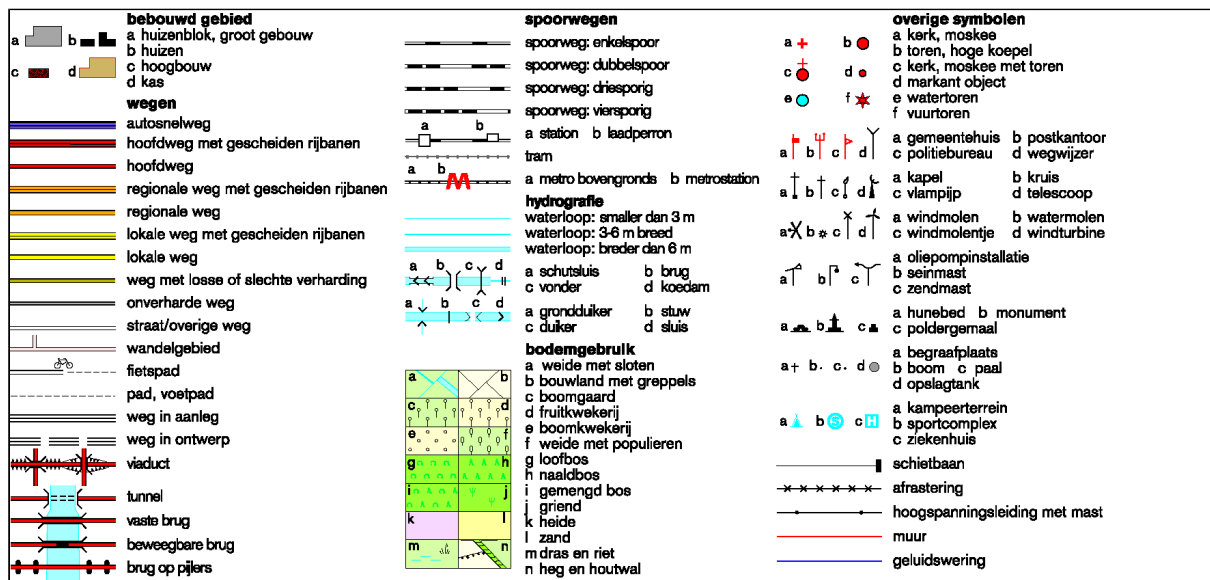 bebouwd gebied
a b a huizenblok, groot gebouw
b huizen
c d c hoogbouw
d kas
wegen
autosnelweg
hoofdweg met gescheiden rijbanen
hoofdweg
regionale weg met gescheiden rijbanen
regionale weg
lokale weg met gescheiden rijbanen
lokale weg
weg met losse of slechte verharding
onverharde weg
straat/overige weg
wandelgebied
fietspad
pad, voetpad
weg in aanleg
weg in ontwerp
viaduct
tunnel
vaste brug
beweegbare brug
brug op pijlers
spoorwegen
spoorweg: enkelspoor
spoorweg: dubbelspoor
spoorweg: driesporig
spoorweg: viersporig
a b a station b laadperron
tram
a b M a metro bovengronds b metrostation
hydrografie
waterloop: smaller dan 3 m
waterloop: 3-6 m breed
waterloop: breder dan 6 m
a b c d a schutsluis b brug
c vonder d koedam
a b c d a grondduiker b stuw
c duiker d sluis
bodemgebruik
a weide met sloten
a b b bouwland met greppels
c boomgaard
c d d fruitkwekerij
e boomkwekerij
e f f weide met populieren
g h g loofbos
h naaldbos
i j i gemengd bos
j griend
k l k heide
l zand
m n m dras en riet
n heg en houtwal
overige symbolen
a b a kerk, moskee
b toren, hoge koepel
c d c kerk, moskee met toren
d markant object
e f e watertoren
f vuurtoren
a b c d a gemeentehuis b postkantoor
c politiebureau d wegwijzer
a b c d a kapel b kruis
c vlampijp d telescoop
a b c d a windmolen b watermolen
c windmolentje d windturbine
a b c a oliepompinstallatie
b seinmast
c zendmast
a b c a hunebed b monument
c poldergemaal
a b c d a begraafplaats
b boom c paal
d opslagtank
a b S c H a kampeerterrein
b sportcomplex
c ziekenhuis
schietbaan
afrastering
hoogspanningsleiding met mast
muur
geluidswering